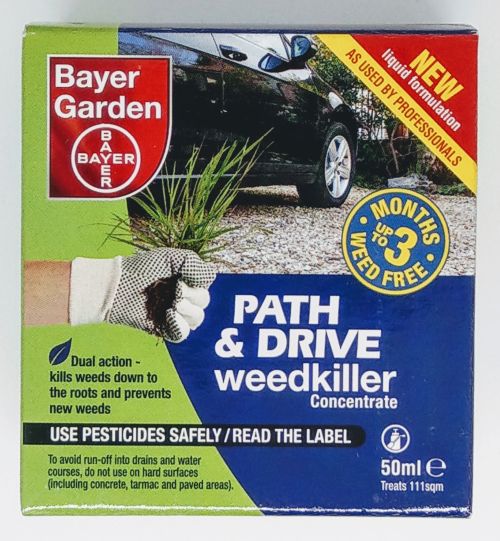 Bayer
Garden
BAYER
BAYER
NEW
liquid formulation
AS USED BY PROFESSIONALS
MONTHS
UP TO 3
WEED FREE
PATH
& DRIVE
weedkiller
Concentrate
Dual action -
kills weeds down to
the roots and prevents
new weeds
USE PESTICIDES SAFELY/READ THE LABEL
To avoid run-off into drains and water
courses, do not use on hard surfaces
(including concrete, tarmac and paved areas).
50ml ℮
Treats 111sqm